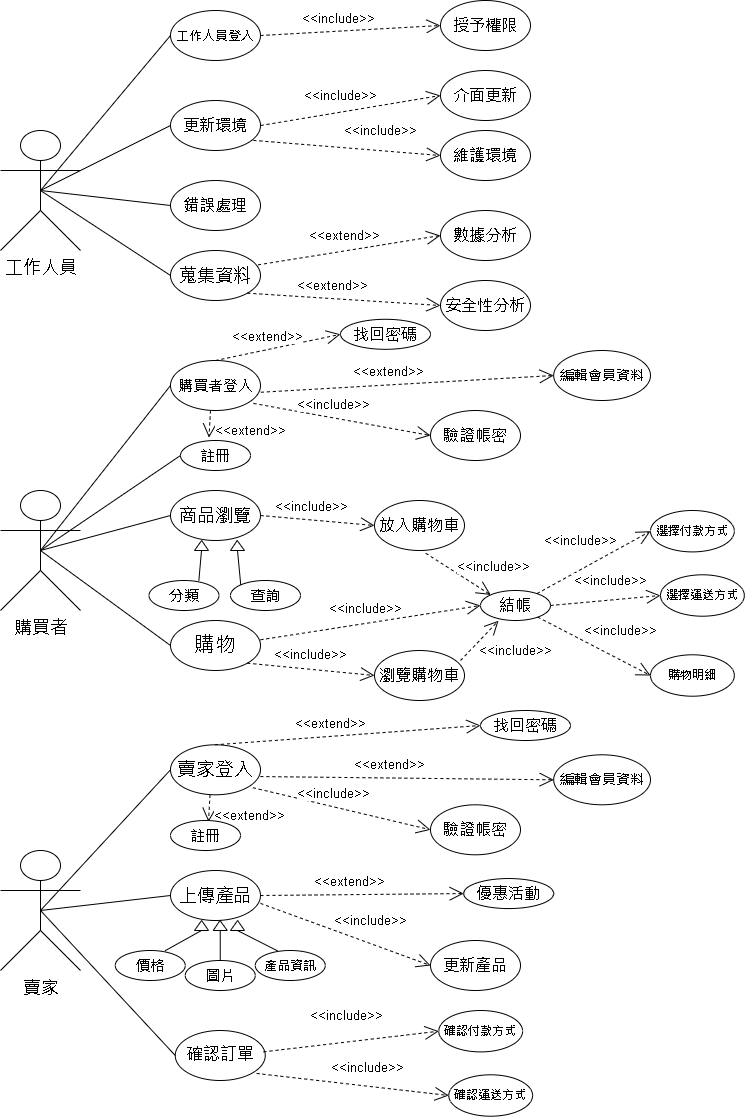 工作人員登入
<<include>>
授予權限
更新環境
<<include>>
介面更新
<<include>>
維護環境
錯誤處理
蒐集資料
<<extend>>
數據分析
<<extend>>
安全性分析
工作人員
<<extend>>
找回密碼
購買者登入
<<extend>>
編輯會員資料
<<include>>
驗證帳密
<<extend>>
註冊
商品瀏覽
<<include>>
放入購物車
分類
查詢
<<include>>
購物
<<include>>
結帳
<<include>>
瀏覽購物車
<<include>>
<<include>>
選擇付款方式
<<include>>
選擇運送方式
<<include>>
購物明細
購買者
<<extend>>
找回密碼
賣家登入
<<extend>>
編輯會員資料
<<include>>
驗證帳密
<<extend>>
註冊
上傳產品
<<extend>>
優惠活動
<<include>>
更新產品
價格
圖片
產品資訊
賣家
確認訂單
<<include>>
確認付款方式
<<include>>
確認運送方式